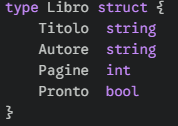 type Libro struct {
    Titolo  string
    Autore  string
    Pagine  int
    Pronto  bool
}